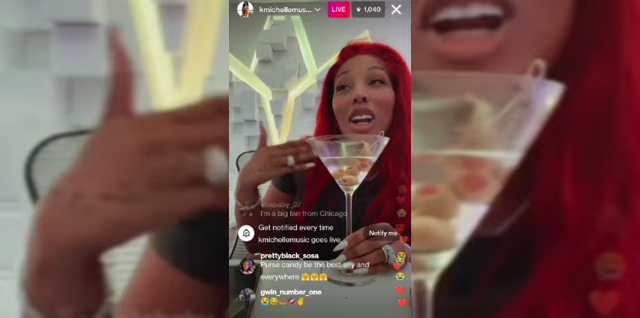 kmichellemus...
LIVE
1,040
I'm a big fan from Chicago
Get notified every time
kmichellemusic goes live.
Notify me
prettyblack_sosa
Purse candy be the best any and
everywhere 🤗🤗🤗
gwin_number_one